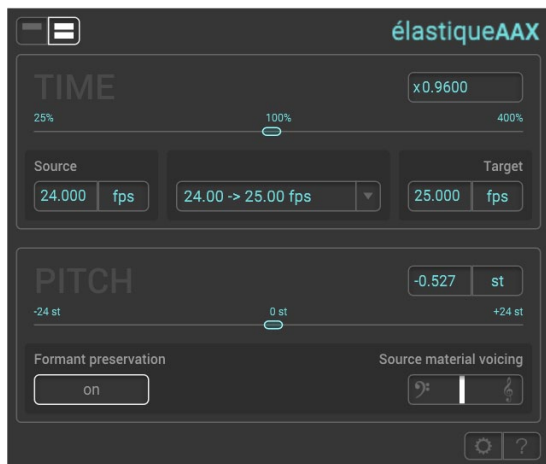 élastiqueAAX
TIME
x0.9600
25% 100% 400%
Source Target
24.000 fps 24.00 -> 25.00 fps 25.000 fps
PITCH
-0.527 st
-24 st 0 st +24 st
Formant preservation Source material voicing
on
?